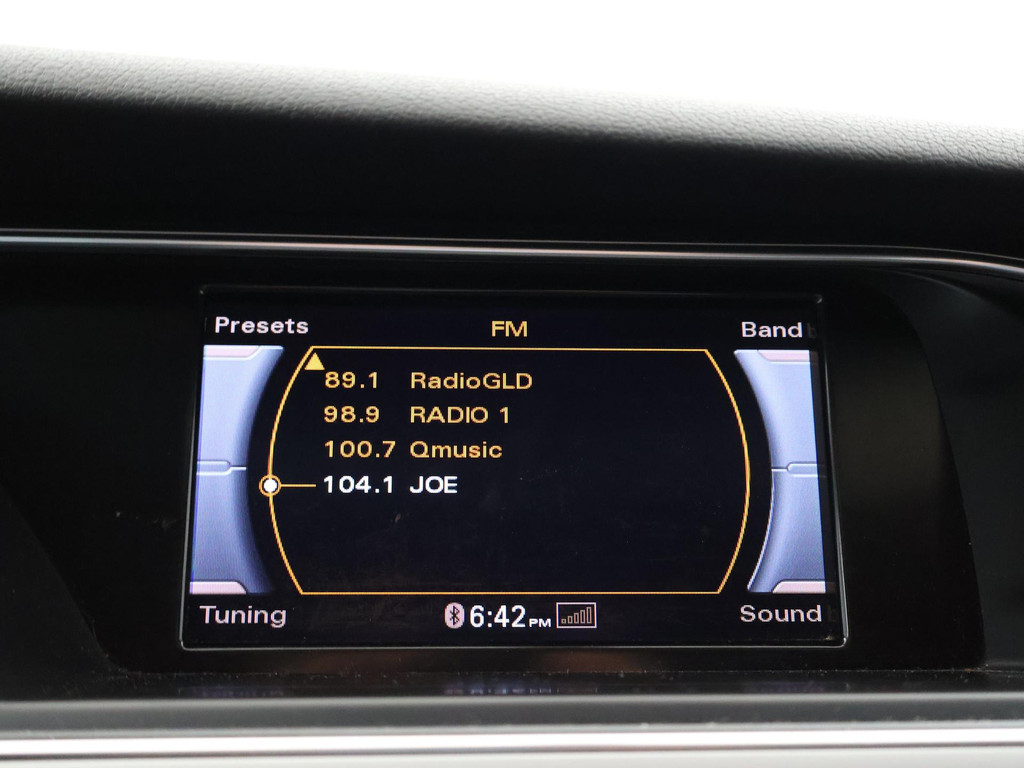 Presets FM Band
89.1 RadioGLD
98.9 RADIO 1
100.7 Qmusic
104.1 JOE
Tuning 6:42 PM Sound